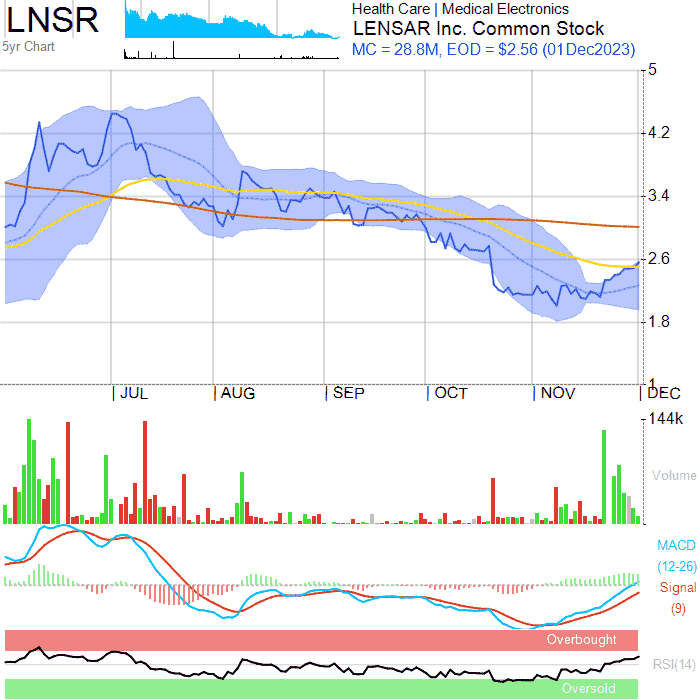 LNSR
5yr Chart
Health Care | Medical Electronics
LENSAR Inc. Common Stock
MC = 28.8M, EOD = $2.56 (01Dec2023)
5
4.2
3.4
2.6
1.8
1
| JUL | AUG | SEP | OCT | NOV | DEC
144k
Volume
MACD
(12-26)
Signal
(9)
Overbought
RSI(14)
Oversold